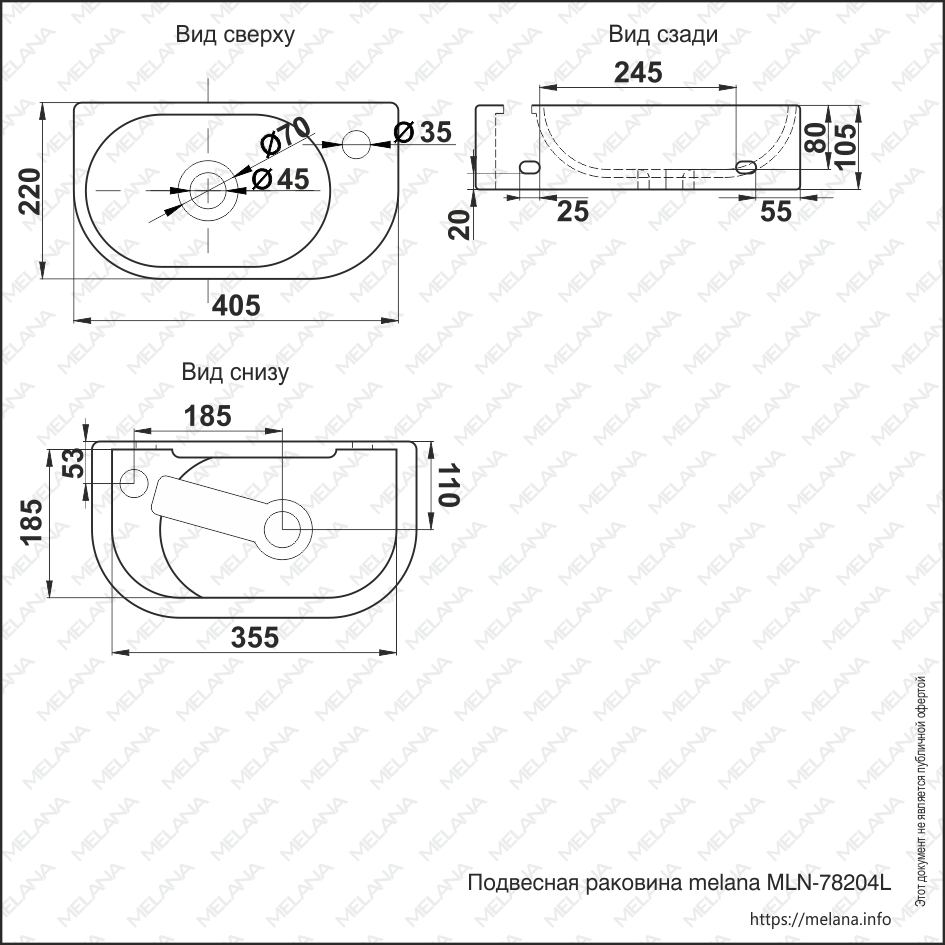 Вид сверху
Ø70
Ø35
Ø45
220
405
Вид сзади
245
80
105
20
25
55
Вид снизу
185
53
110
185
355
Этот документ не является публичной офертой
Подвесная раковина melana MLN-78204L
https://melana.info
MELANA